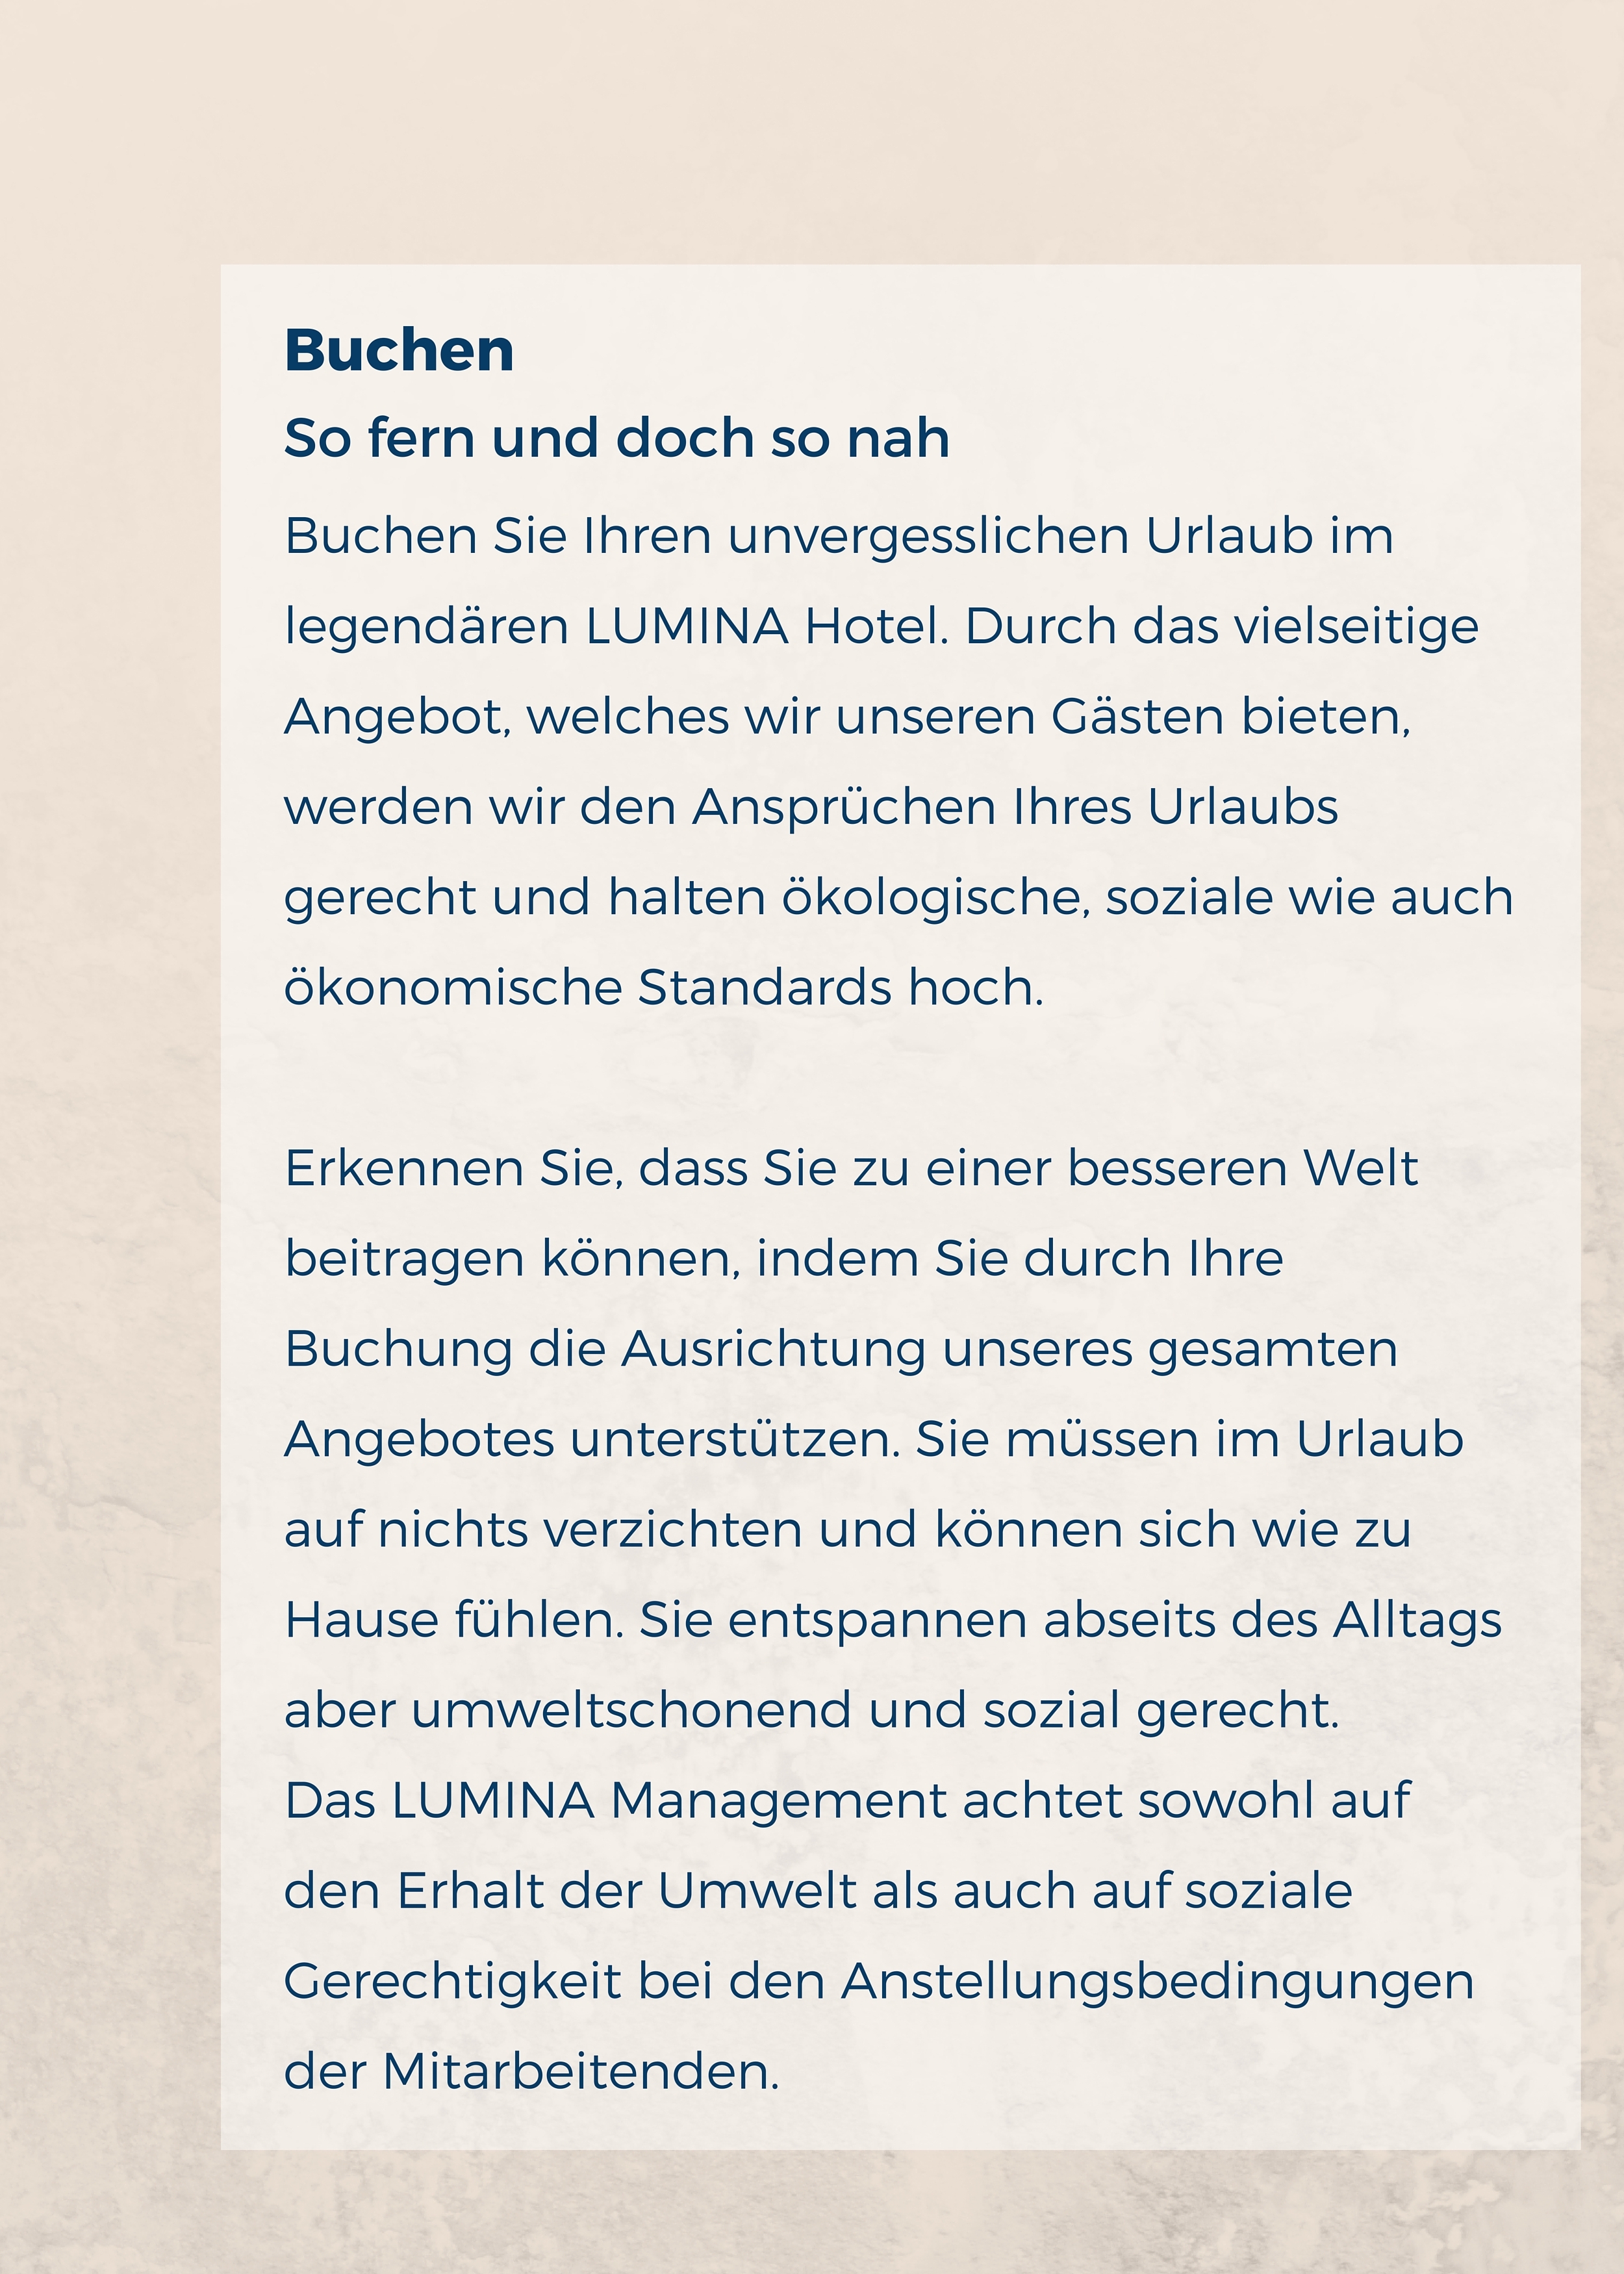 Buchen
So fern und doch so nah
Buchen Sie Ihren unvergesslichen Urlaub im
legendären LUMINA Hotel. Durch das vielseitige
Angebot, welches wir unseren Gästen bieten,
werden wir den Ansprüchen Ihres Urlaubs
gerecht und halten ökologische, soziale wie auch
ökonomische Standards hoch.
Erkennen Sie, dass Sie zu einer besseren Welt
beitragen können, indem Sie durch Ihre
Buchung die Ausrichtung unseres gesamten
Angebotes unterstützen. Sie müssen im Urlaub
auf nichts verzichten und können sich wie zu
Hause fühlen. Sie entspannen abseits des Alltags
aber umweltschonend und sozial gerecht.
Das LUMINA Management achtet sowohl auf
den Erhalt der Umwelt als auch auf soziale
Gerechtigkeit bei den Anstellungsbedingungen
der Mitarbeitenden.